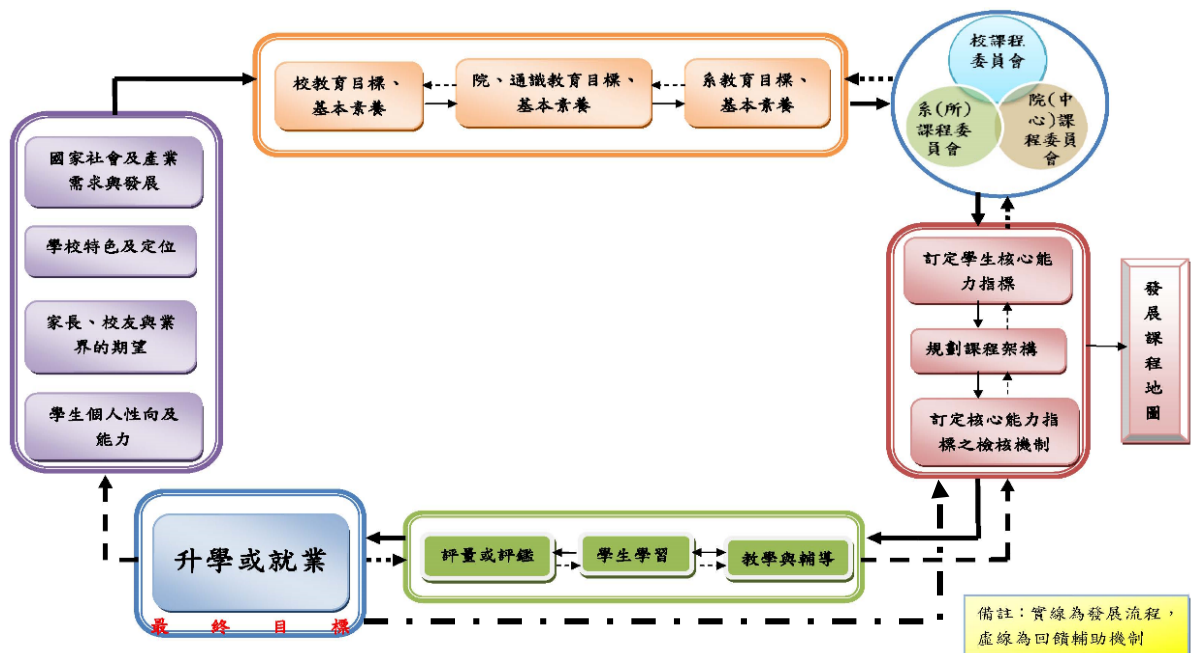 校教育目標、
基本素養
院、通識教育目標、
基本素養
系教育目標、
基本素養
校課程
委員會
系(所)
課程委
員會
院(中
心)課
程委員
會
國家社會及產業
需求與發展
學校特色及定位
家長、校友與業
界的期望
學生個人性向及
能力
訂定學生核心能
力指標
規劃課程架構
訂定核心能力指
標之檢核機制
發
展
課
程
地
圖
升學或就業
最終目標
評量或評鑑
學生學習
教學與輔導
備註：實線為發展流程，
虛線為回饋輔助機制